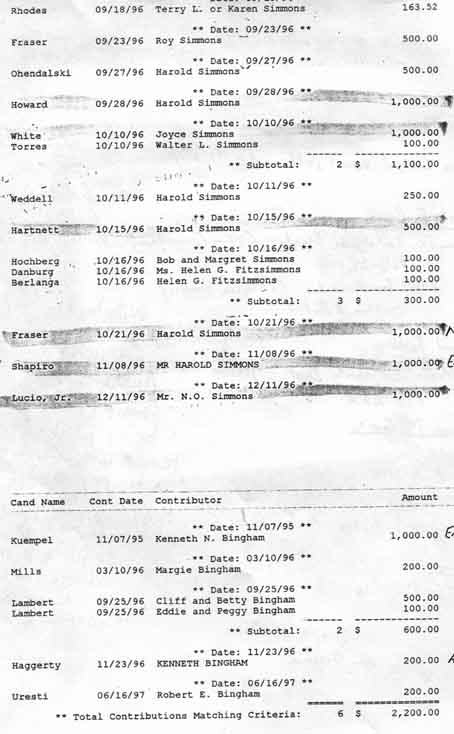 Rhodes 09/18/96 Terry L. or Karen Simmons 163.52
** Date: 09/23/96 **
Fraser 09/23/96 Roy Simmons 500.00
** Date: 09/27/96 **
Ohendalski 09/27/96 Harold Simmons 500.00
** Date: 09/28/96 **
Howard 09/28/96 Harold Simmons 1,000.00
** Date: 10/10/96 **
White 10/10/96 Joyce Simmons 1,000.00
Torres 10/10/96 Walter L. Simmons 100.00
** Subtotal: 2 $ 1,100.00
** Date: 10/11/96 **
Weddell 10/11/96 Harold Simmons 250.00
** Date: 10/15/96 **
Hartnett 10/15/96 Harold Simmons 500.00
** Date: 10/16/96 **
Hochberg 10/16/96 Bob and Margret Simmons 100.00
Danburg 10/16/96 Ms. Helen G. Fitzsimmons 100.00
Berlanga 10/16/96 Helen G. Fitzsimmons 100.00
** Subtotal: 3 $ 300.00
** Date: 10/21/96 **
Fraser 10/21/96 Harold Simmons 1,000.00
** Date: 11/08/96 **
Shapiro 11/08/96 MR HAROLD SIMMONS 1,000.00
** Date: 12/11/96 **
Lucio, Jr. 12/11/96 Mr. N.O. Simmons 1,000.00
Cand Name Cont Date Contributor Amount
** Date: 11/07/95 **
Kuempel 11/07/95 Kenneth N. Bingham 1,000.00
** Date: 03/10/96 **
Mills 03/10/96 Margie Bingham 200.00
** Date: 09/25/96 **
Lambert 09/25/96 Cliff and Betty Bingham 500.00
Lambert 09/25/96 Eddie and Peggy Bingham 100.00
** Subtotal: 2 $ 600.00
** Date: 11/23/96 **
Haggerty 11/23/96 KENNETH BINGHAM 200.00
** Date: 06/16/97 **
Uresti 06/16/97 Robert E. Bingham 200.00
** Total Contributions Matching Criteria: 6 $ 2,200.00